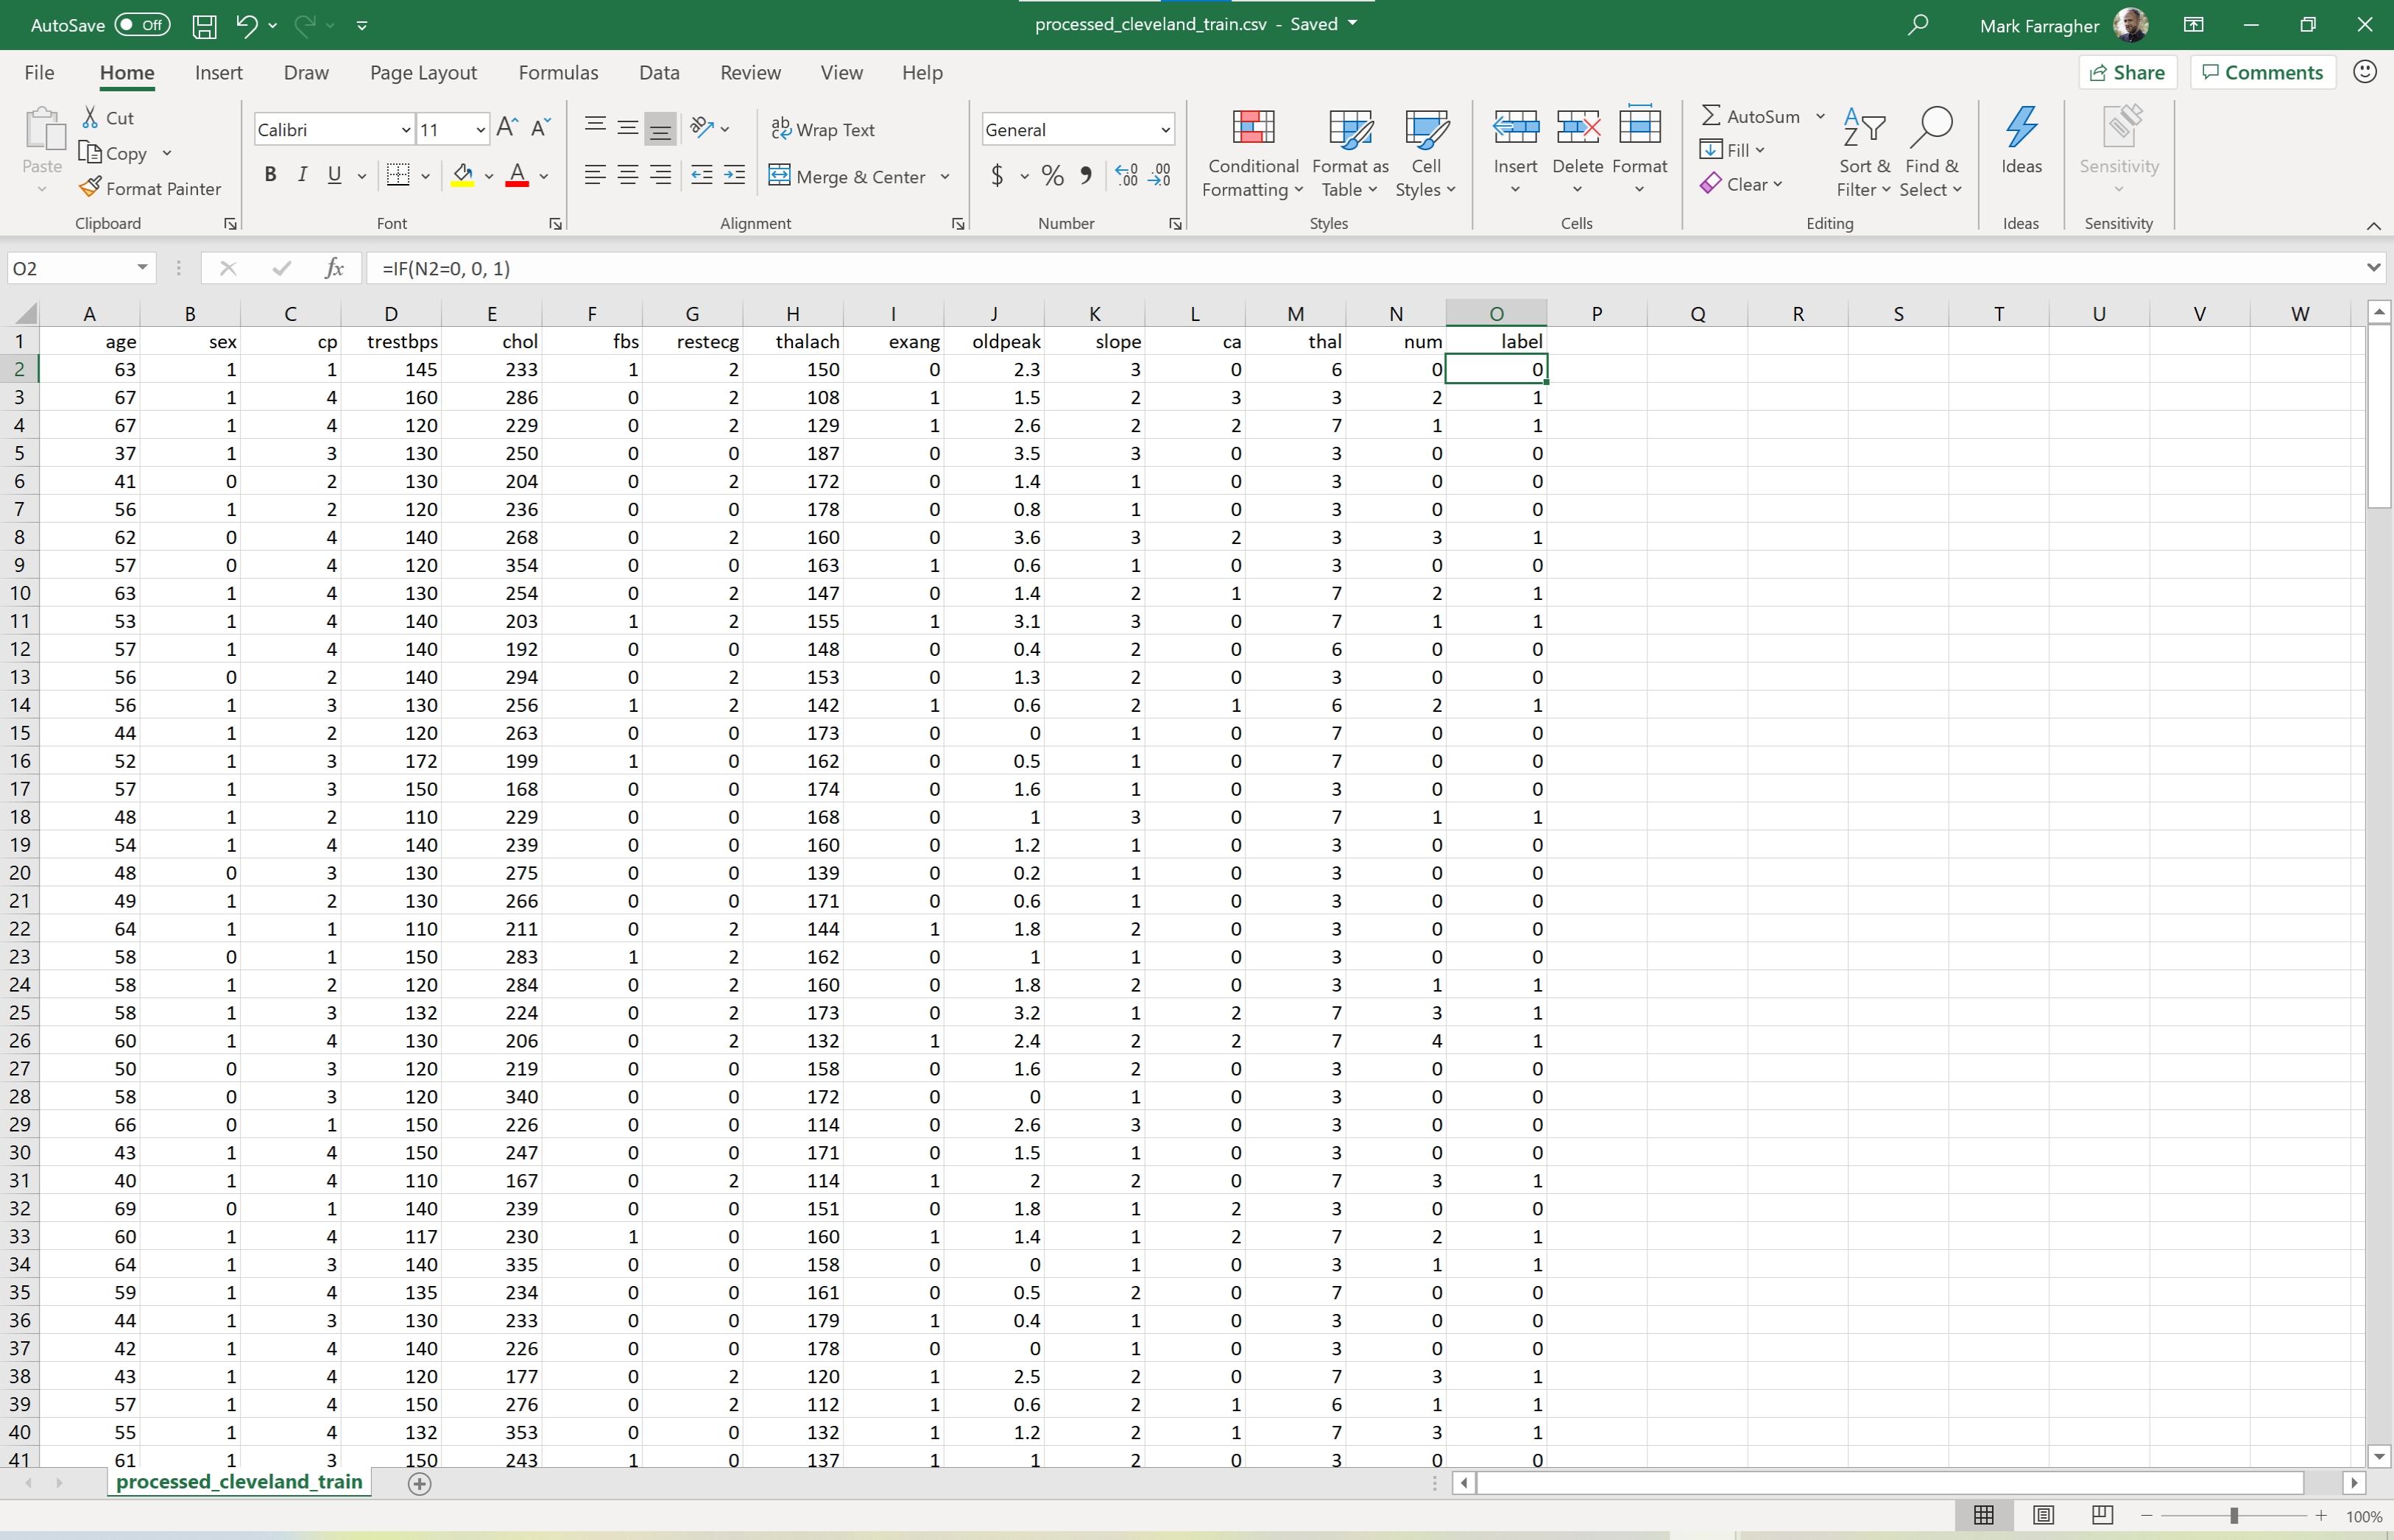 AutoSave Off processed_cleveland_train.csv - Saved Mark Farragher
File Home Insert Draw Page Layout Formulas Data Review View Help Share Comments
Paste Cut Copy Format Painter Clipboard
Calibri 11 A A B I U A Font
ab Wrap Text Merge & Center Alignment
General $ % .00 .00 Number
Conditional Formatting Format as Table Cell Styles Styles
Insert Delete Format Cells
AutoSum Fill Clear Sort & Filter Find & Select Editing
Ideas Ideas
Sensitivity Sensitivity
O2 fx =IF(N2=0, 0, 1)
A B C D E F G H I J K L M N O P Q R S T U V W
1 age sex cp trestbps chol fbs restecg thalach exang oldpeak slope ca thal num label
2 63 1 1 145 233 1 2 150 0 2.3 3 0 6 0 0
3 67 1 4 160 286 0 2 108 1 1.5 2 3 3 2 1
4 67 1 4 120 229 0 2 129 1 2.6 2 2 7 1 1
5 37 1 3 130 250 0 0 187 0 3.5 3 0 3 0 0
6 41 0 2 130 204 0 2 172 0 1.4 1 0 3 0 0
7 56 1 2 120 236 0 0 178 0 0.8 1 0 3 0 0
8 62 0 4 140 268 0 2 160 0 3.6 3 2 3 3 1
9 57 0 4 120 354 0 0 163 1 0.6 1 0 3 0 0
10 63 1 4 130 254 0 2 147 0 1.4 2 1 7 2 1
11 53 1 4 140 203 1 2 155 1 3.1 3 0 7 1 1
12 57 1 4 140 192 0 0 148 0 0.4 2 0 6 0 0
13 56 0 2 140 294 0 2 153 0 1.3 2 0 3 0 0
14 56 1 3 130 256 1 2 142 1 0.6 2 1 6 2 1
15 44 1 2 120 263 0 0 173 0 0 1 0 7 0 0
16 52 1 3 172 199 1 0 162 0 0.5 1 0 7 0 0
17 57 1 3 150 168 0 0 174 0 1.6 1 0 3 0 0
18 48 1 2 110 229 0 0 168 0 1 3 0 7 1 1
19 54 1 4 140 239 0 0 160 0 1.2 1 0 3 0 0
20 48 0 3 130 275 0 0 139 0 0.2 1 0 3 0 0
21 49 1 2 130 266 0 0 171 0 0.6 1 0 3 0 0
22 64 1 1 110 211 0 2 144 1 1.8 2 0 3 0 0
23 58 0 1 150 283 1 2 162 0 1 1 0 3 0 0
24 58 1 2 120 284 0 2 160 0 1.8 2 0 3 1 1
25 58 1 3 132 224 0 2 173 0 3.2 1 2 7 3 1
26 60 1 4 130 206 0 2 132 1 2.4 2 2 7 4 1
27 50 0 3 120 219 0 0 158 0 1.6 2 0 3 0 0
28 58 0 3 120 340 0 0 172 0 0 1 0 3 0 0
29 66 0 1 150 226 0 0 114 0 2.6 3 0 3 0 0
30 43 1 4 150 247 0 0 171 0 1.5 1 0 3 0 0
31 40 1 4 110 167 0 2 114 1 2 2 0 7 3 1
32 69 0 1 140 239 0 0 151 0 1.8 1 2 3 0 0
33 60 1 4 117 230 1 0 160 1 1.4 1 2 7 2 1
34 64 1 3 140 335 0 0 158 0 0 1 0 3 1 1
35 59 1 4 135 234 0 0 161 0 0.5 2 0 7 0 0
36 44 1 3 130 233 0 0 179 1 0.4 1 0 3 0 0
37 42 1 4 140 226 0 0 178 0 0 1 0 3 0 0
38 43 1 4 120 177 0 2 120 1 2.5 2 0 7 3 1
39 57 1 4 150 276 0 2 112 1 0.6 2 1 6 1 1
40 55 1 4 132 353 0 0 132 1 1.2 2 1 7 3 1
41 61 1 3 150 243 1 0 137 1 1 2 0 3 0 0
processed_cleveland_train
100%